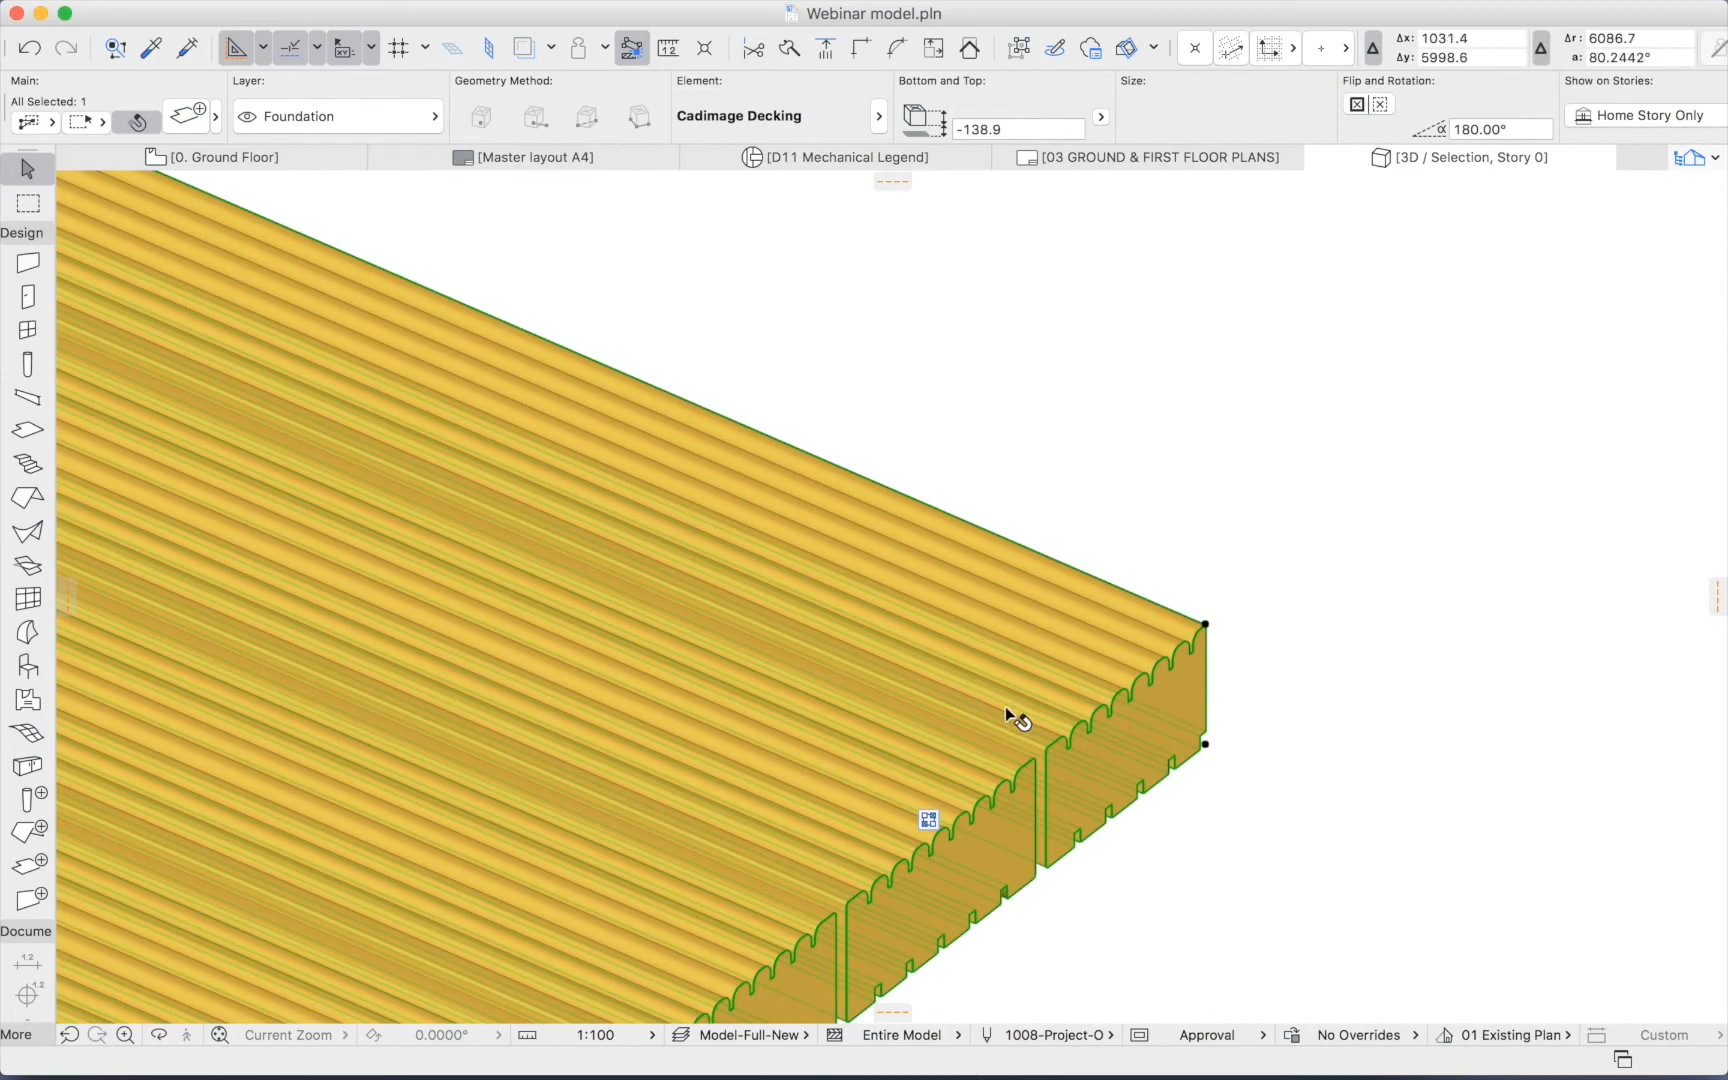 Webinar model.pln
Δx: 1031.4
Δy: 5998.6
Δr: 6086.7
a: 80.2442°
Main:
All Selected: 1
Layer:
Foundation
Geometry Method:
Element:
Cadimage Decking
Bottom and Top:
-138.9
Size:
Flip and Rotation:
α 180.00°
Show on Stories:
Home Story Only
[0. Ground Floor]
[Master layout A4]
[D11 Mechanical Legend]
[03 GROUND & FIRST FLOOR PLANS]
[3D / Selection, Story 0]
Design
Docume
1.2
1.2
More
Current Zoom
0.0000°
1:100
Model-Full-New
Entire Model
1008-Project-O
Approval
No Overrides
01 Existing Plan
Custom